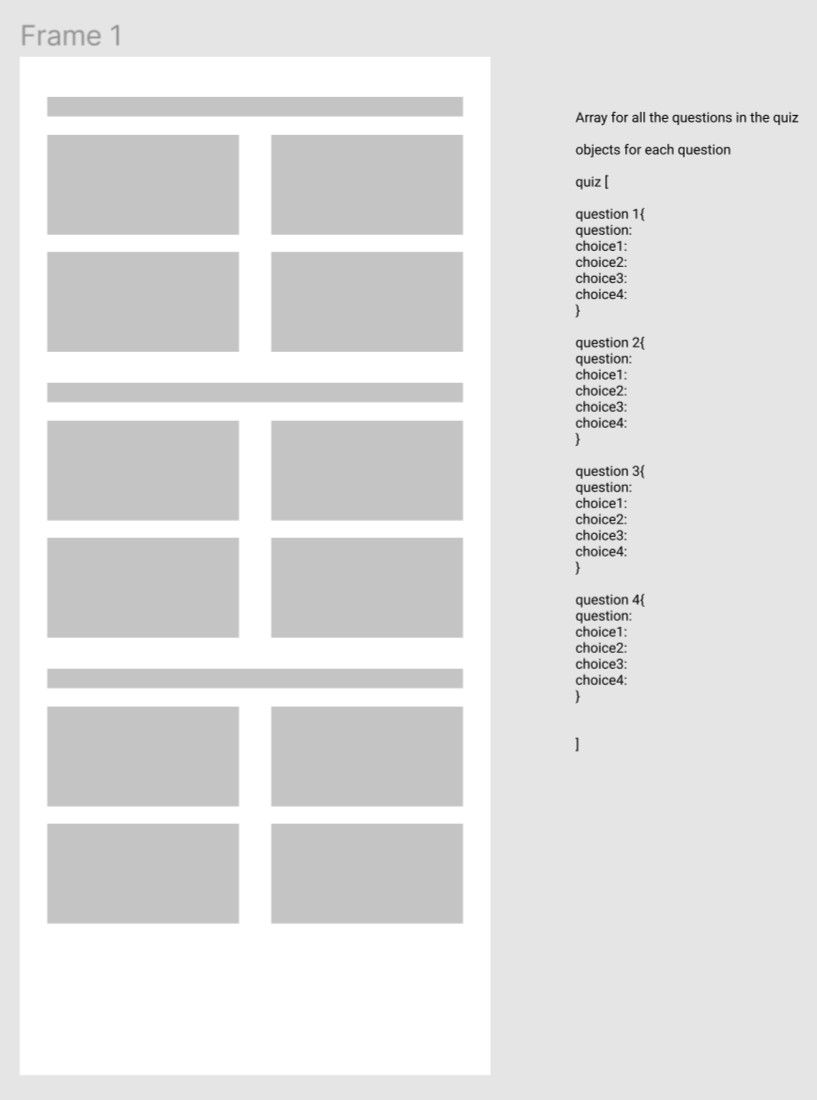 Frame 1
Array for all the questions in the quiz
objects for each question
quiz [
question 1{
question:
choice1:
choice2:
choice3:
choice4:
}
question 2{
question:
choice1:
choice2:
choice3:
choice4:
}
question 3{
question:
choice1:
choice2:
choice3:
choice4:
}
question 4{
question:
choice1:
choice2:
choice3:
choice4:
}
]